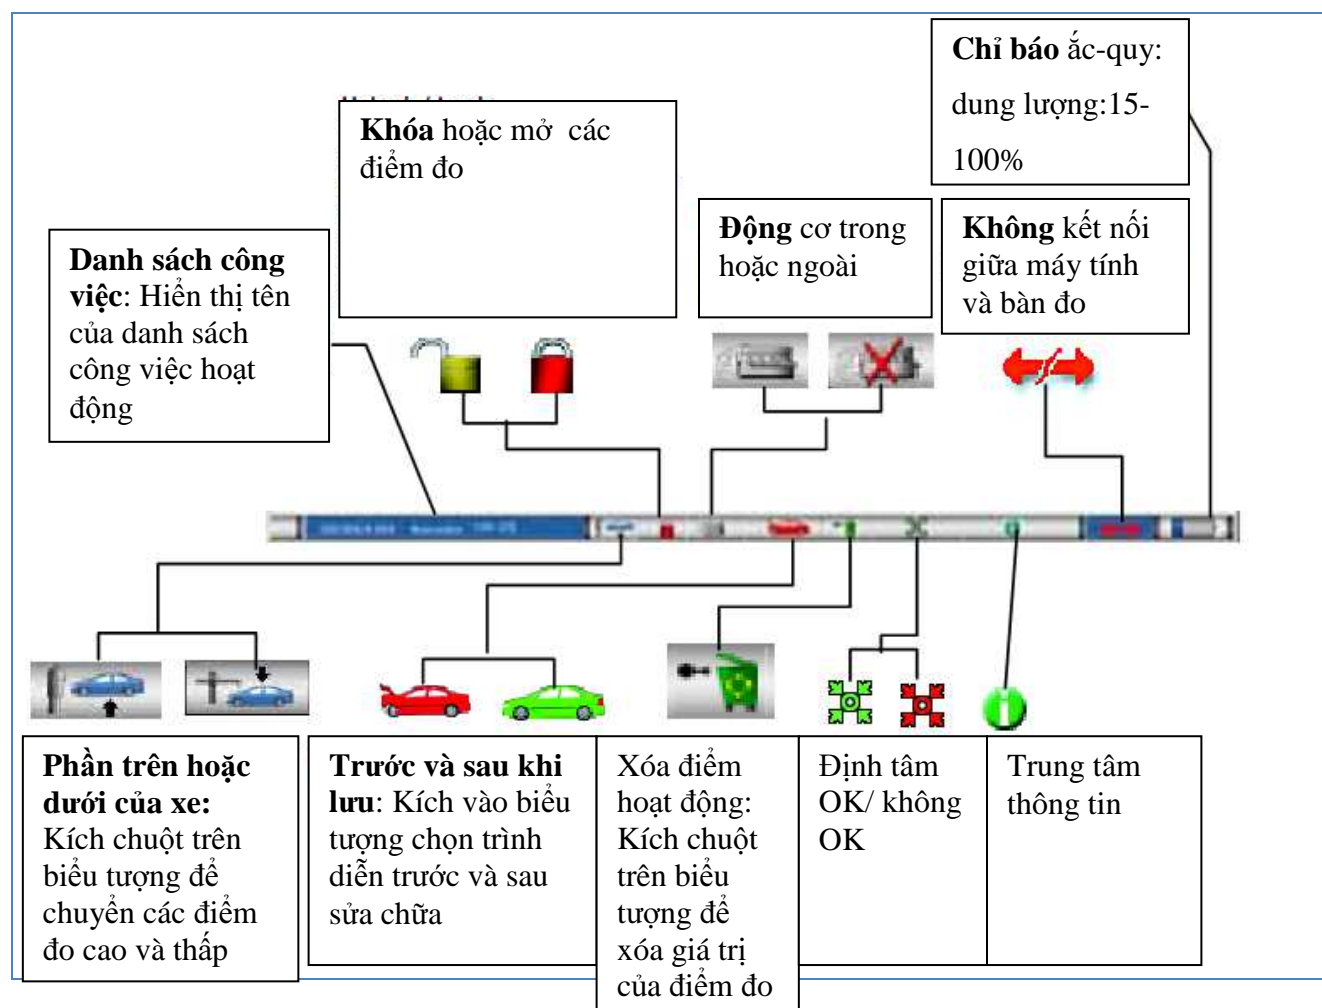 Chỉ báo ắc-quy:
dung lượng:15-
100%
Khóa hoặc mở các
điểm đo
Động cơ trong
hoặc ngoài
Không kết nối
giữa máy tính
và bàn đo
Danh sách công
việc: Hiển thị tên
của danh sách
công việc hoạt
động
Phần trên hoặc
dưới của xe:
Kích chuột trên
biểu tượng để
chuyển các điểm
đo cao và thấp
Trước và sau khi
lưu: Kích vào biểu
tượng chọn trình
diễn trước và sau
sửa chữa
Xóa điểm
hoạt động:
Kích chuột
trên biểu
tượng để
xóa giá trị
của điểm đo
Định tâm
OK/ không
OK
Trung tâm
thông tin